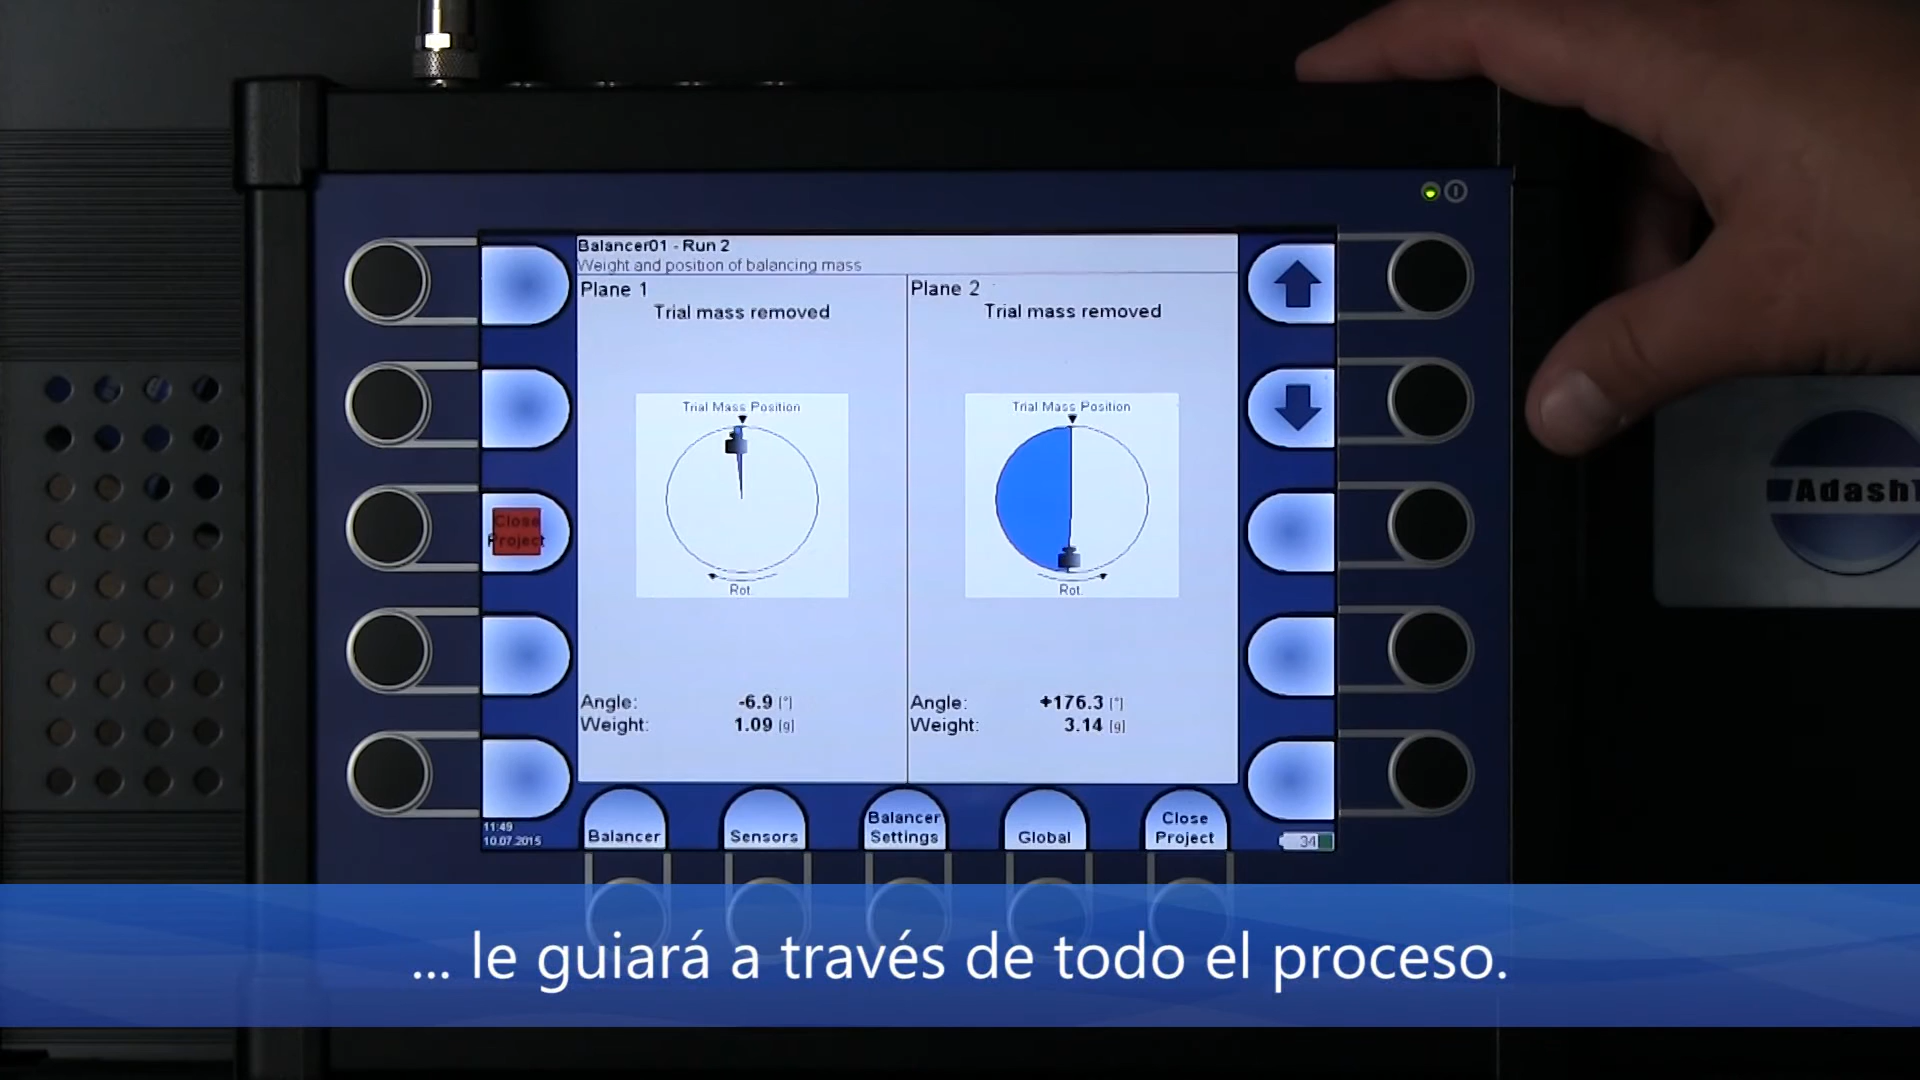 Balancer01 - Run 2
Weight and position of balancing mass
Plane 1
Trial mass removed
Trial Mass Position
Rot.
Angle: -6.9 [°]
Weight: 1.09 [g]
Plane 2
Trial mass removed
Trial Mass Position
Rot.
Angle: +176.3 [°]
Weight: 3.14 [g]
Close
Project
11:49
10.07.2015
Balancer
Sensors
Balancer
Settings
Global
Close
Project
34
Adash
... le guiará a través de todo el proceso.